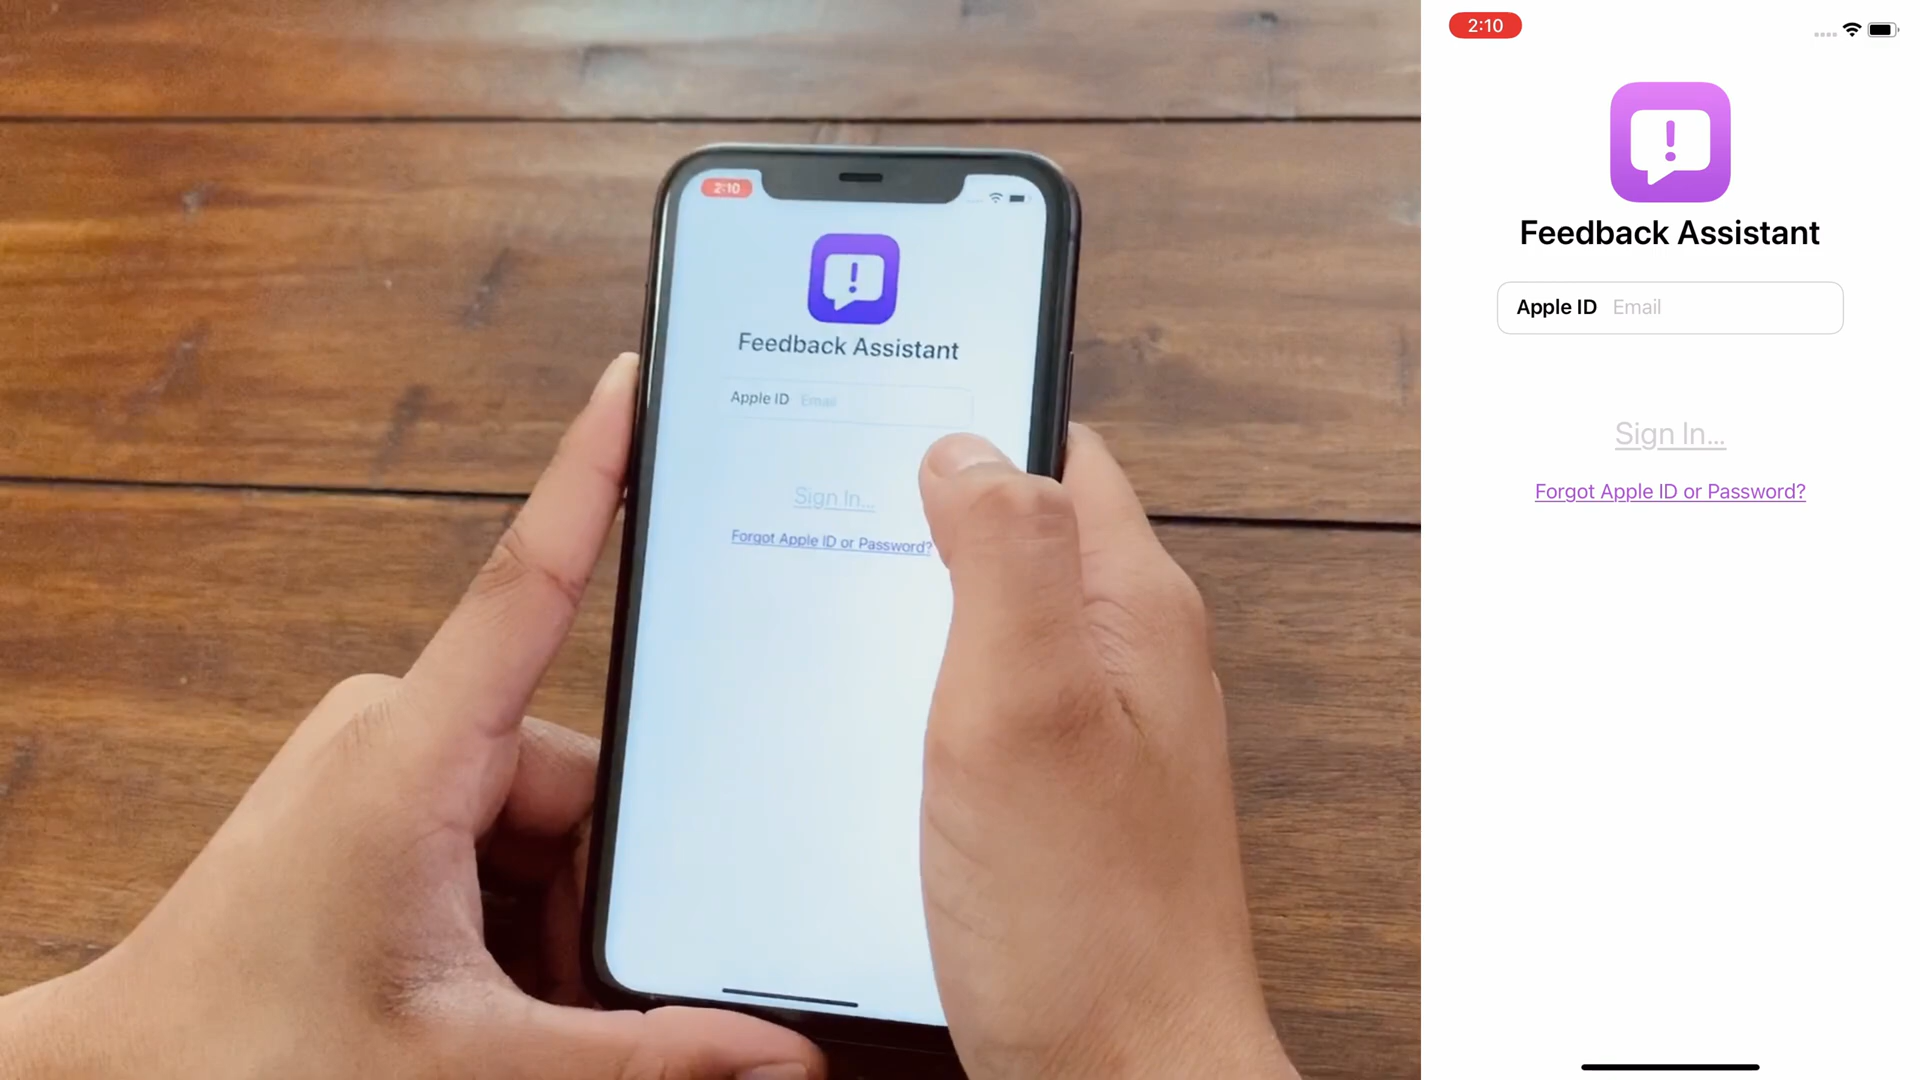 2:10
Feedback Assistant
Apple ID Email
Sign In...
Forgot Apple ID or Password?
2:10
Feedback Assistant
Apple ID Email
Sign In...
Forgot Apple ID or Password?